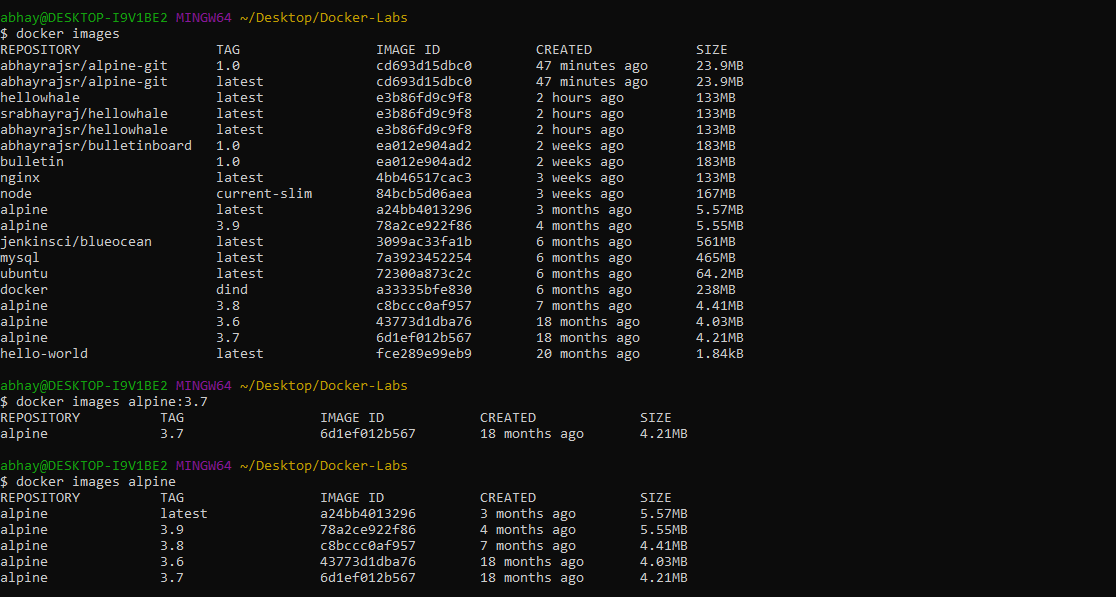 abhay@DESKTOP-I9V1BE2 MINGW64 ~/Desktop/Docker-Labs
$ docker images
REPOSITORY TAG IMAGE ID CREATED SIZE
abhayrajsr/alpine-git 1.0 cd693d15dbc0 47 minutes ago 23.9MB
abhayrajsr/alpine-git latest cd693d15dbc0 47 minutes ago 23.9MB
hellowhale latest e3b86fd9c9f8 2 hours ago 133MB
srabhayraj/hellowhale latest e3b86fd9c9f8 2 hours ago 133MB
abhayrajsr/hellowhale latest e3b86fd9c9f8 2 hours ago 133MB
abhayrajsr/bulletinboard 1.0 ea012e904ad2 2 weeks ago 183MB
bulletin 1.0 ea012e904ad2 2 weeks ago 183MB
nginx latest 4bb46517cac3 3 weeks ago 133MB
node current-slim 84bcb5d06aea 3 weeks ago 167MB
alpine latest a24bb4013296 3 months ago 5.57MB
alpine 3.9 78a2ce922f86 4 months ago 5.55MB
jenkinsci/blueocean latest 3099ac33fa1b 6 months ago 561MB
mysql latest 7a3923452254 6 months ago 465MB
ubuntu latest 72300a873c2c 6 months ago 64.2MB
docker dind a33335bfe830 6 months ago 238MB
alpine 3.8 c8bccc0af957 7 months ago 4.41MB
alpine 3.6 43773d1dba76 18 months ago 4.03MB
alpine 3.7 6d1ef012b567 18 months ago 4.21MB
hello-world latest fce289e99eb9 20 months ago 1.84kB
abhay@DESKTOP-I9V1BE2 MINGW64 ~/Desktop/Docker-Labs
$ docker images alpine:3.7
REPOSITORY TAG IMAGE ID CREATED SIZE
alpine 3.7 6d1ef012b567 18 months ago 4.21MB
abhay@DESKTOP-I9V1BE2 MINGW64 ~/Desktop/Docker-Labs
$ docker images alpine
REPOSITORY TAG IMAGE ID CREATED SIZE
alpine latest a24bb4013296 3 months ago 5.57MB
alpine 3.9 78a2ce922f86 4 months ago 5.55MB
alpine 3.8 c8bccc0af957 7 months ago 4.41MB
alpine 3.6 43773d1dba76 18 months ago 4.03MB
alpine 3.7 6d1ef012b567 18 months ago 4.21MB